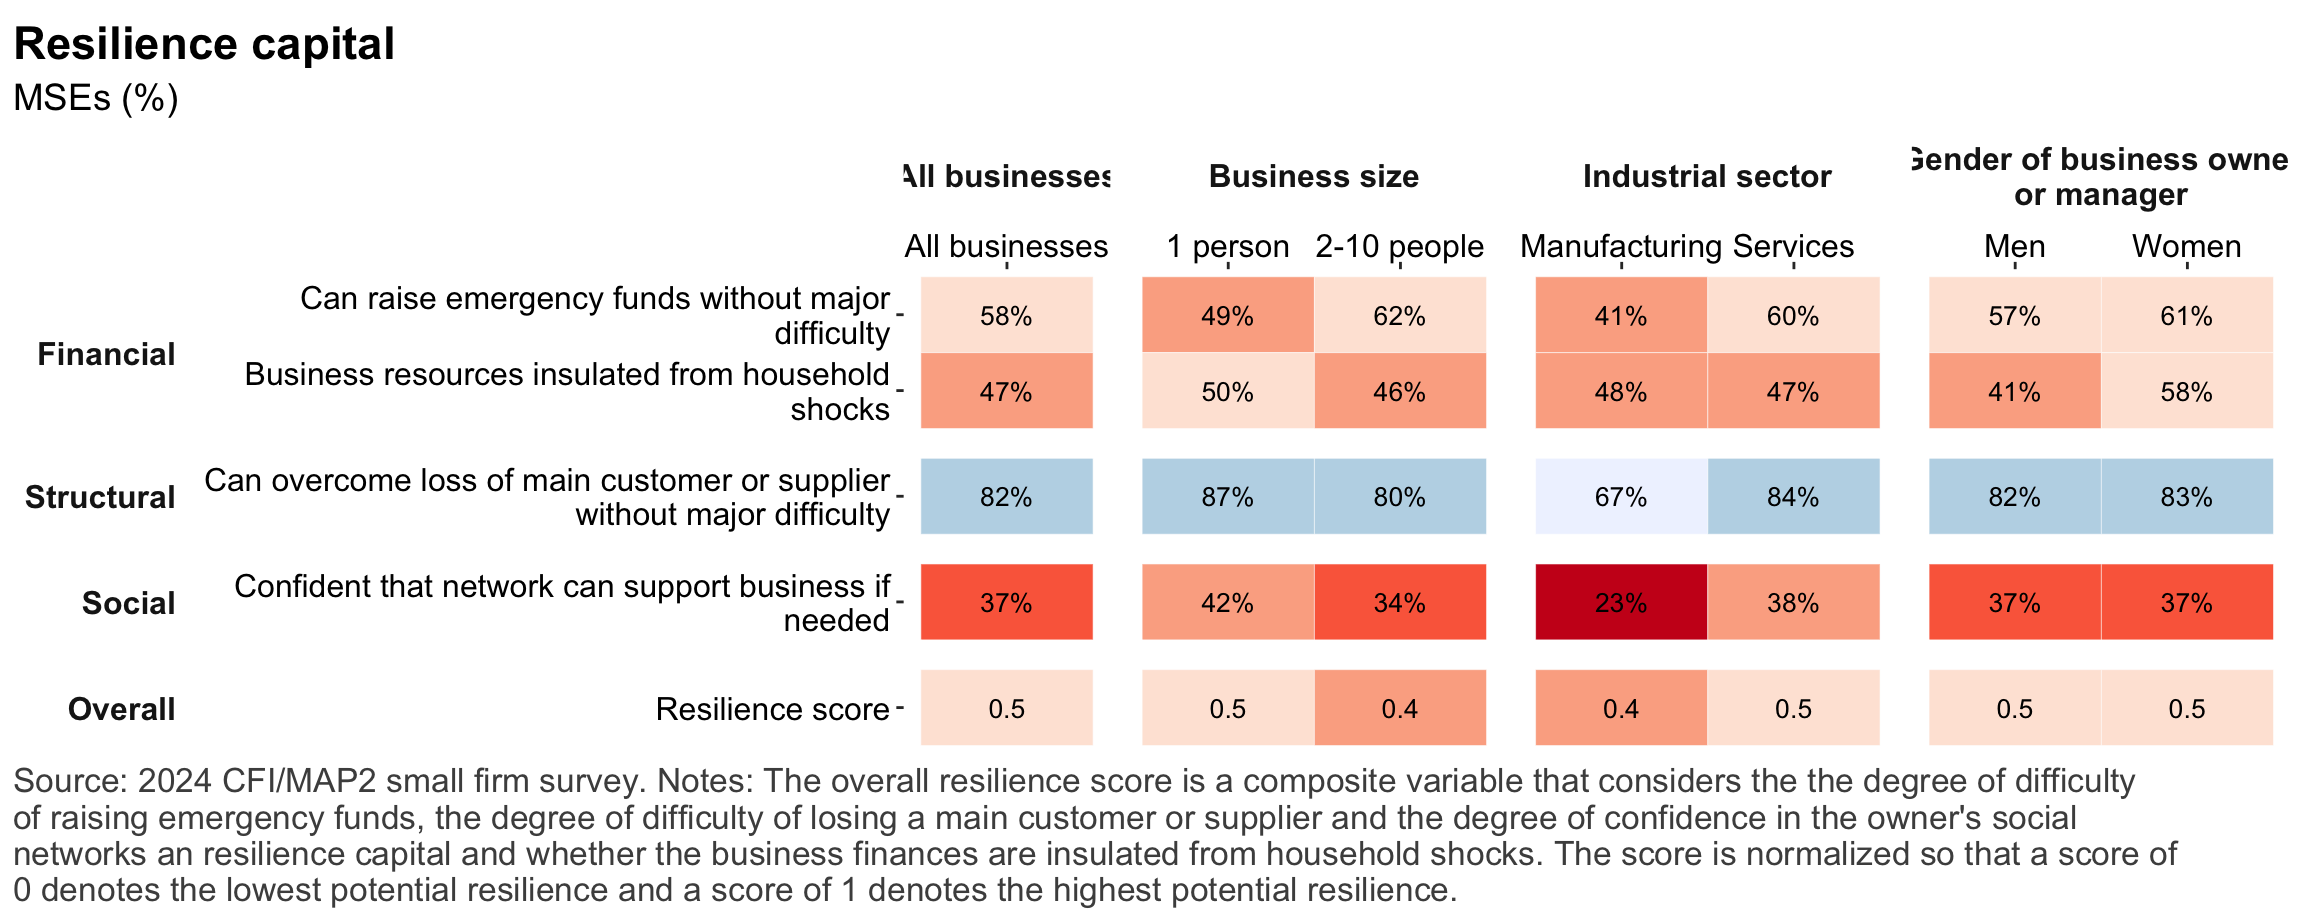 Resilience capital
MSEs (%)
All businesses Business size Industrial sector Gender of business owne
or manager
All businesses 1 person 2-10 people Manufacturing Services Men Women
Financial
Can raise emergency funds without major
difficulty
58% 49% 62% 41% 60% 57% 61%
Business resources insulated from household
shocks
47% 50% 46% 48% 47% 41% 58%
Structural
Can overcome loss of main customer or supplier
without major difficulty
82% 87% 80% 67% 84% 82% 83%
Social
Confident that network can support business if
needed
37% 42% 34% 23% 38% 37% 37%
Overall
Resilience score
0.5 0.5 0.4 0.4 0.5 0.5 0.5
Source: 2024 CFI/MAP2 small firm survey. Notes: The overall resilience score is a composite variable that considers the the degree of difficulty
of raising emergency funds, the degree of difficulty of losing a main customer or supplier and the degree of confidence in the owner's social
networks an resilience capital and whether the business finances are insulated from household shocks. The score is normalized so that a score of
0 denotes the lowest potential resilience and a score of 1 denotes the highest potential resilience.